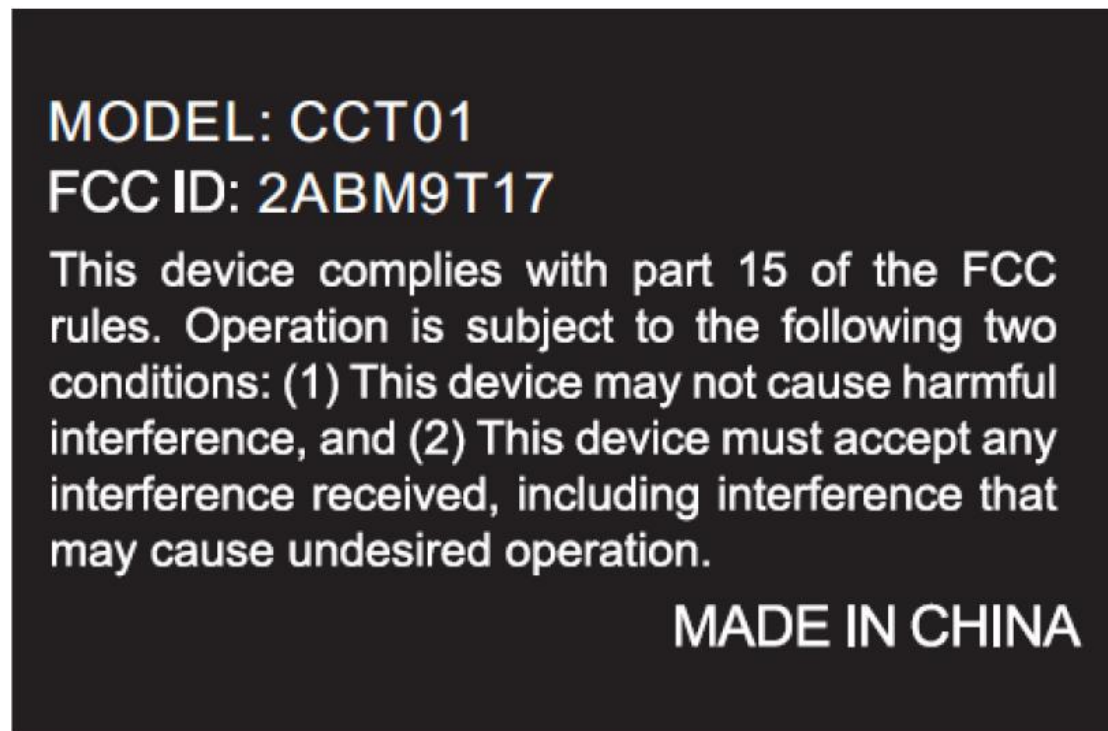 MODEL: CCT01
FCC ID: 2ABM9T17
This device complies with part 15 of the FCC
rules. Operation is subject to the following two
conditions: (1) This device may not cause harmful
interference, and (2) This device must accept any
interference received, including interference that
may cause undesired operation.
MADE IN CHINA